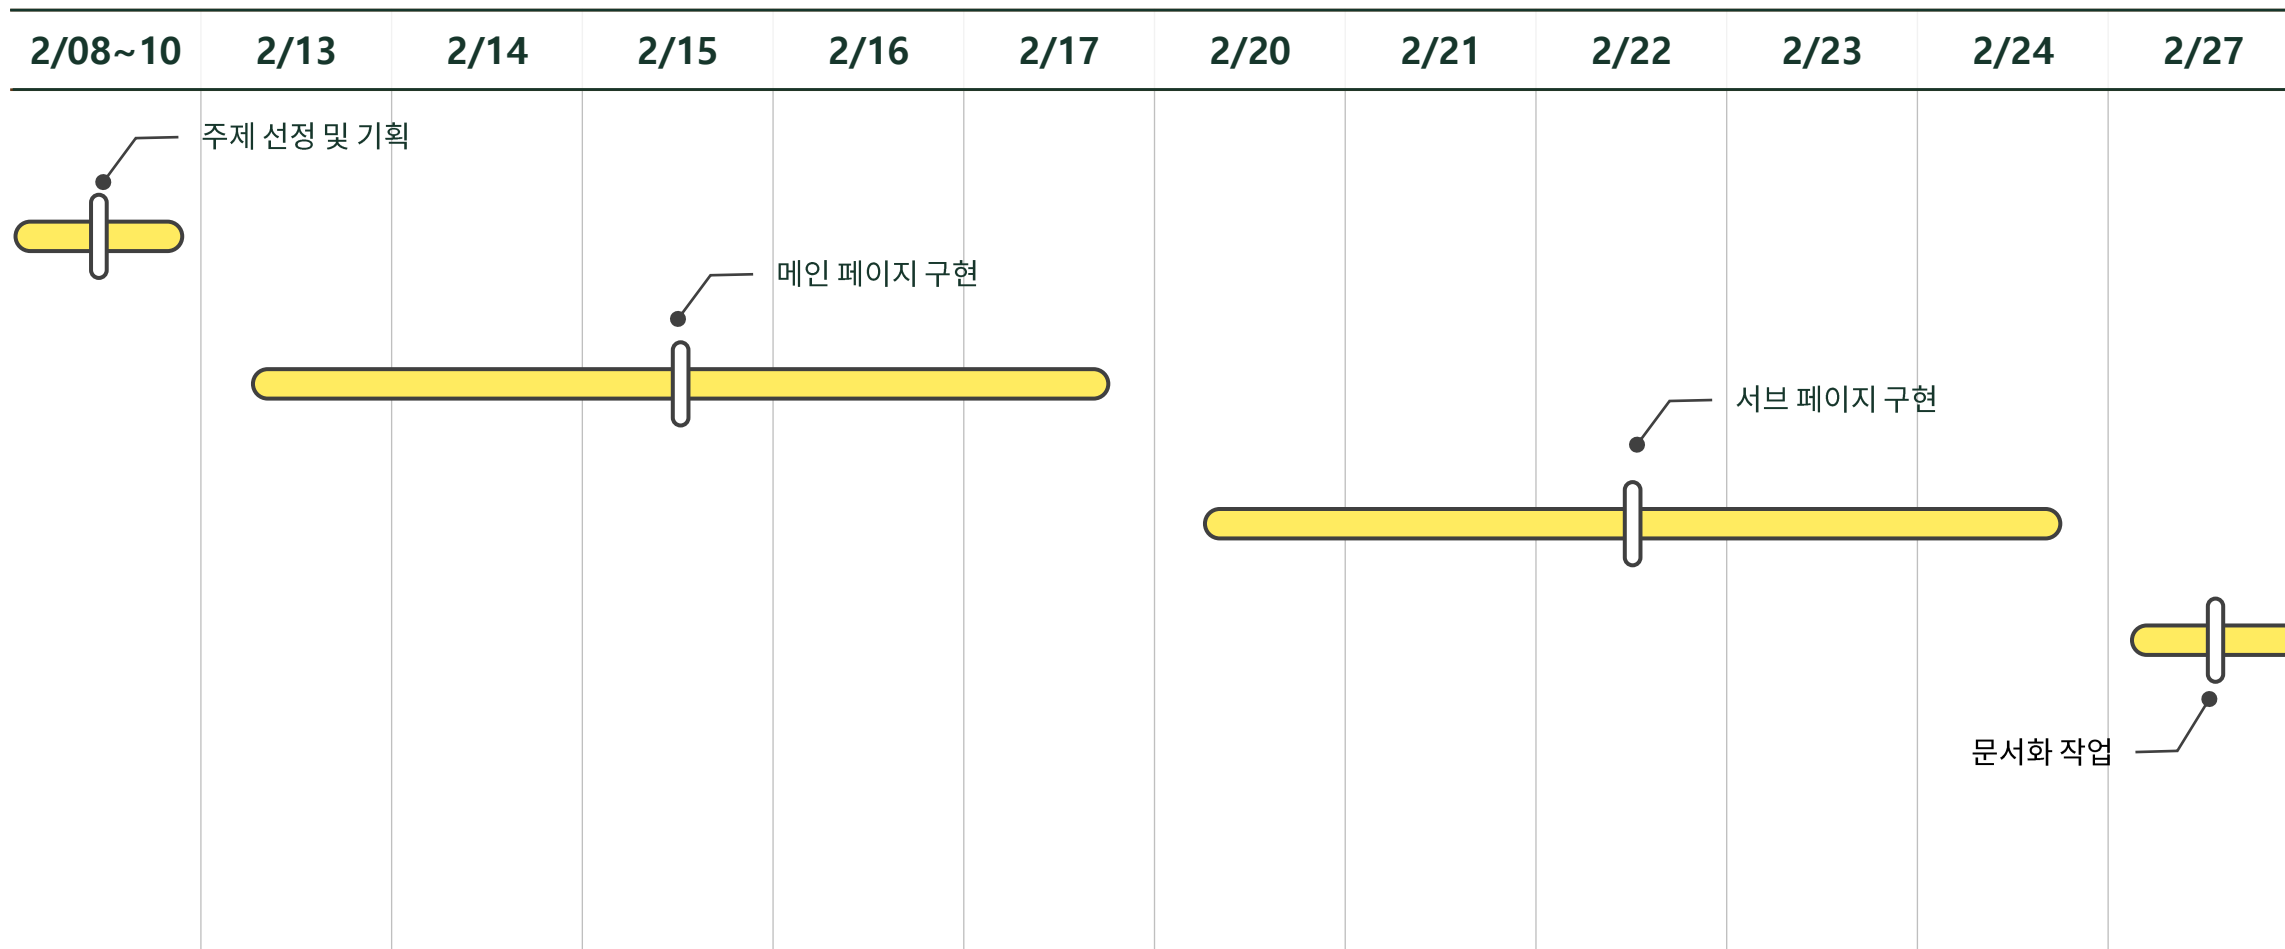 2/08~10 2/13 2/14 2/15 2/16 2/17 2/20 2/21 2/22 2/23 2/24 2/27
주제 선정 및 기획
메인 페이지 구현
서브 페이지 구현
문서화 작업